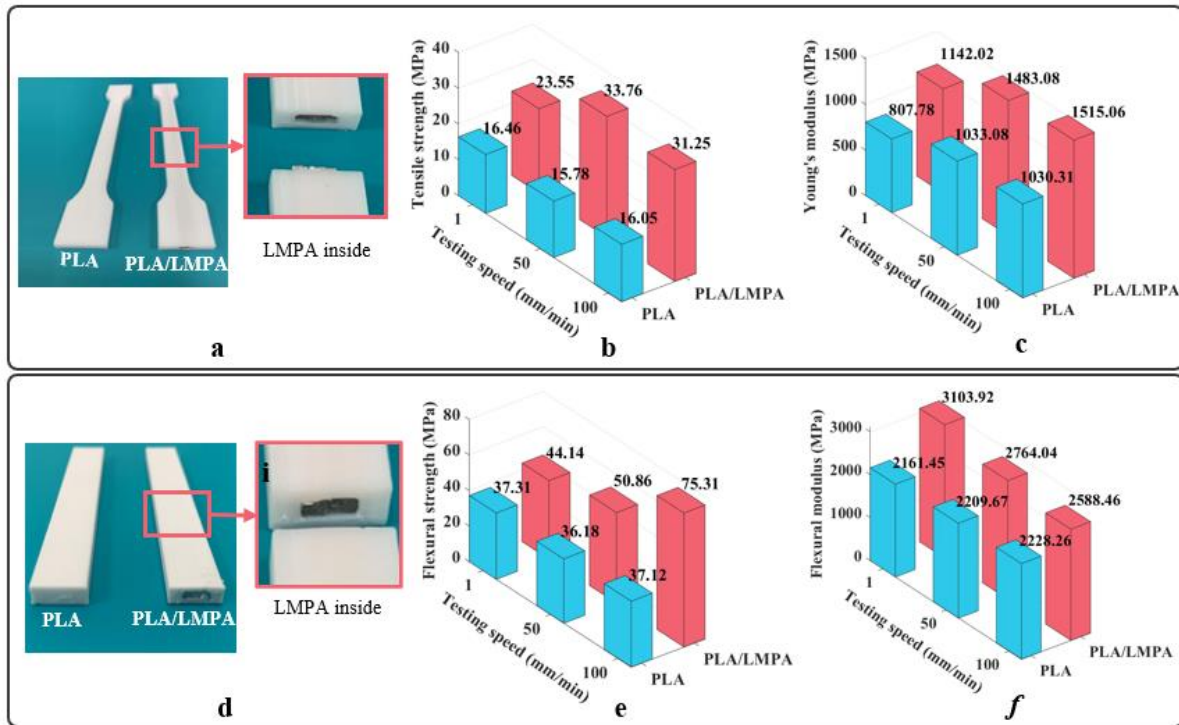 PLA
PLA/LMPA
LMPA inside
a
Tensile strength (MPa)
40
30
20
10
0
16.46
23.55
15.78
33.76
16.05
31.25
1
50
100
Testing speed (mm/min)
PLA
PLA/LMPA
b
Young's modulus (MPa)
1500
1000
500
0
807.78
1142.02
1033.08
1483.08
1030.31
1515.06
1
50
100
Testing speed (mm/min)
PLA
PLA/LMPA
c
PLA
PLA/LMPA
i
LMPA inside
d
Flexural strength (MPa)
80
60
40
20
0
37.31
44.14
36.18
50.86
37.12
75.31
1
50
100
Testing speed (mm/min)
PLA
PLA/LMPA
e
Flexural modulus (MPa)
3000
2000
1000
0
2161.45
3103.92
2209.67
2764.04
2228.26
2588.46
1
50
100
Testing speed (mm/min)
PLA
PLA/LMPA
f